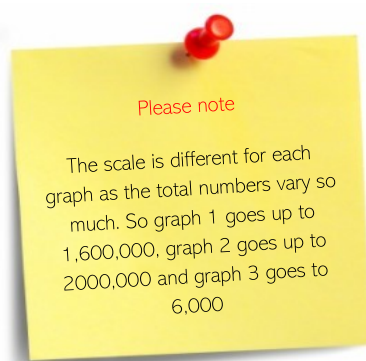 Please note
The scale is different for each
graph as the total numbers vary so
much. So graph 1 goes up to
1,600,000, graph 2 goes up to
2000,000 and graph 3 goes to
6,000